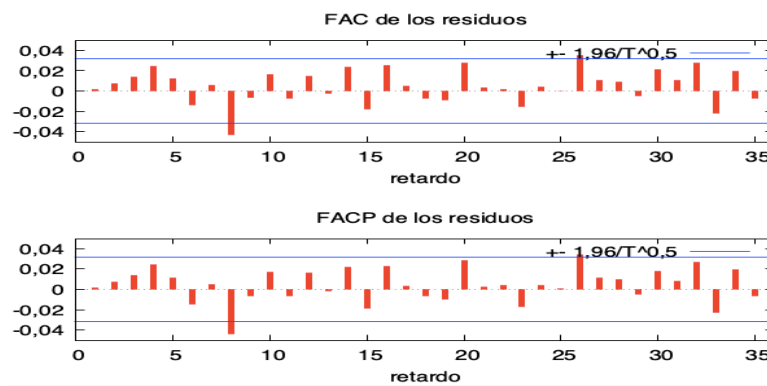 FAC de los residuos
+- 1,96/T^0,5
0,04
0,02
0
-0,02
-0,04
0 5 10 15 20 25 30 35
retardo
FACP de los residuos
+- 1,96/T^0,5
0,04
0,02
0
-0,02
-0,04
0 5 10 15 20 25 30 35
retardo